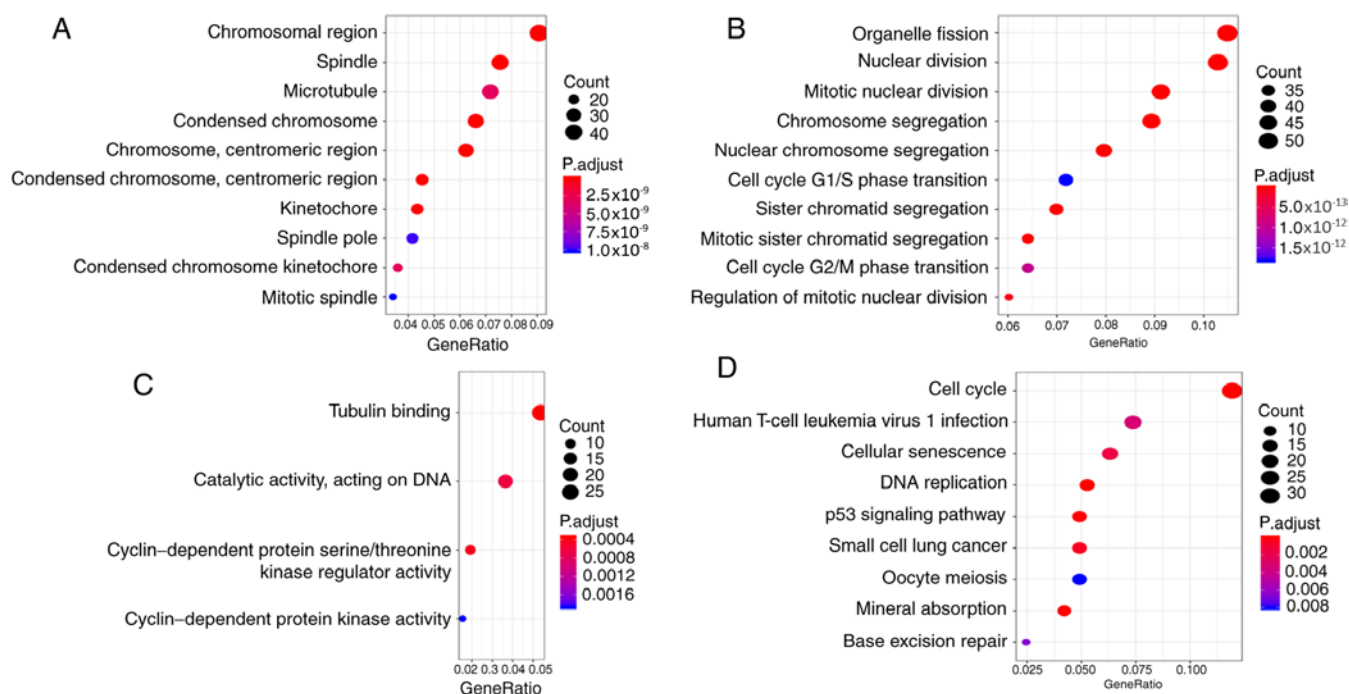 A
Chromosomal region
Spindle
Microtubule
Condensed chromosome
Chromosome, centromeric region
Condensed chromosome, centromeric region
Kinetochore
Spindle pole
Condensed chromosome kinetochore
Mitotic spindle
0.04 0.05 0.06 0.07 0.08 0.09
GeneRatio
Count
20
30
40
P.adjust
2.5x10⁻⁹
5.0x10⁻⁹
7.5x10⁻⁹
1.0x10⁻⁸
B
Organelle fission
Nuclear division
Mitotic nuclear division
Chromosome segregation
Nuclear chromosome segregation
Cell cycle G1/S phase transition
Sister chromatid segregation
Mitotic sister chromatid segregation
Cell cycle G2/M phase transition
Regulation of mitotic nuclear division
0.06 0.07 0.08 0.09 0.10
GeneRatio
Count
35
40
45
50
P.adjust
5.0x10⁻¹³⁸
1.0x10⁻¹²⁵
1.5x10⁻¹²
C
Tubulin binding
Catalytic activity, acting on DNA
Cyclin−dependent protein serine/threonine
kinase regulator activity
Cyclin−dependent protein kinase activity
0.02 0.3 0.04 0.05
GeneRatio
Count
10
15
20
25
P.adjust
0.0004
0.0008
0.0012
0.0016
D
Cell cycle
Human T-cell leukemia virus 1 infection
Cellular senescence
DNA replication
p53 signaling pathway
Small cell lung cancer
Oocyte meiosis
Mineral absorption
Base excision repair
0.025 0.050 0.075 0.100
GeneRatio
Count
10
15
20
25
30
P.adjust
0.002
0.004
0.006
0.008